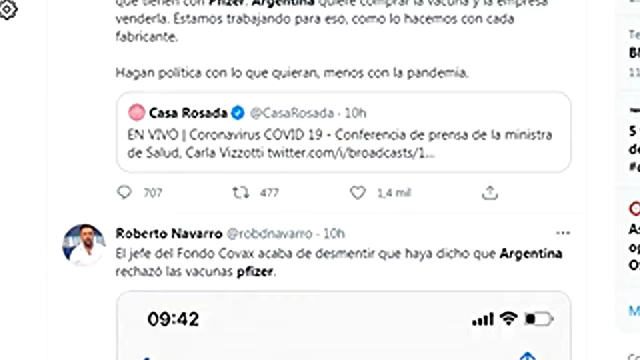 que tienen con Pfizer. Argentina quiere comprar la vacuna y la empresa
venderla. Estamos trabajando para eso, como lo hacemos con cada
fabricante.
Hagan política con lo que quieran, menos con la pandemia.
Casa Rosada @CasaRosada · 10h
EN VIVO | Coronavirus COVID 19 - Conferencia de prensa de la ministra
de Salud, Carla Vizzotti twitter.com/i/broadcasts/1...
707 477 1,4 mil
Roberto Navarro @robdnavarro · 10h
El jefe del Fondo Covax acaba de desmentir que haya dicho que Argentina
rechazó las vacunas pfizer.
09:42